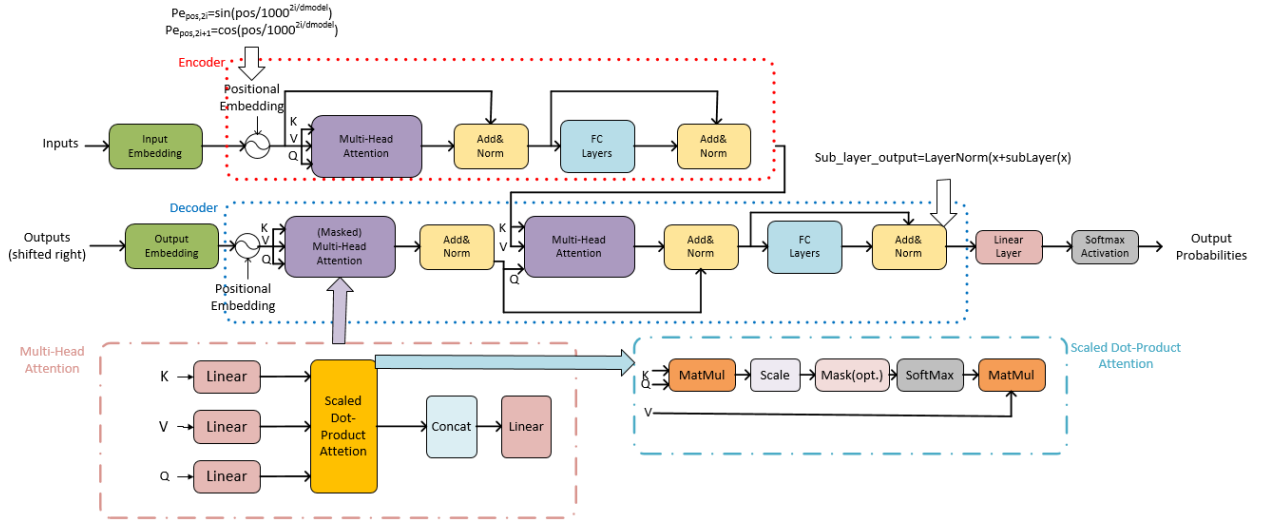 Pe_pos,2i=sin(pos/1000^2i/dmodel)
Pe_pos,2i+1=cos(pos/1000^2i/dmodel)
Encoder
Positional
Embedding
Inputs
Input
Embedding
K
V
Q
Multi-Head
Attention
Add&
Norm
FC
Layers
Add&
Norm
Sub_layer_output=LayerNorm(x+subLayer(x)
Decoder
Outputs
(shifted right)
Output
Embedding
Positional
Embedding
K
V
Q
(Masked)
Multi-Head
Attention
Add&
Norm
K
V
Q
Multi-Head
Attention
Add&
Norm
FC
Layers
Add&
Norm
Linear
Layer
Softmax
Activation
Output
Probabilities
Multi-Head
Attention
K
Linear
V
Linear
Q
Linear
Scaled
Dot-
Product
Attetion
Concat
Linear
Scaled Dot-Product
Attention
K
Q
MatMul
Scale
Mask(opt.)
SoftMax
MatMul
V